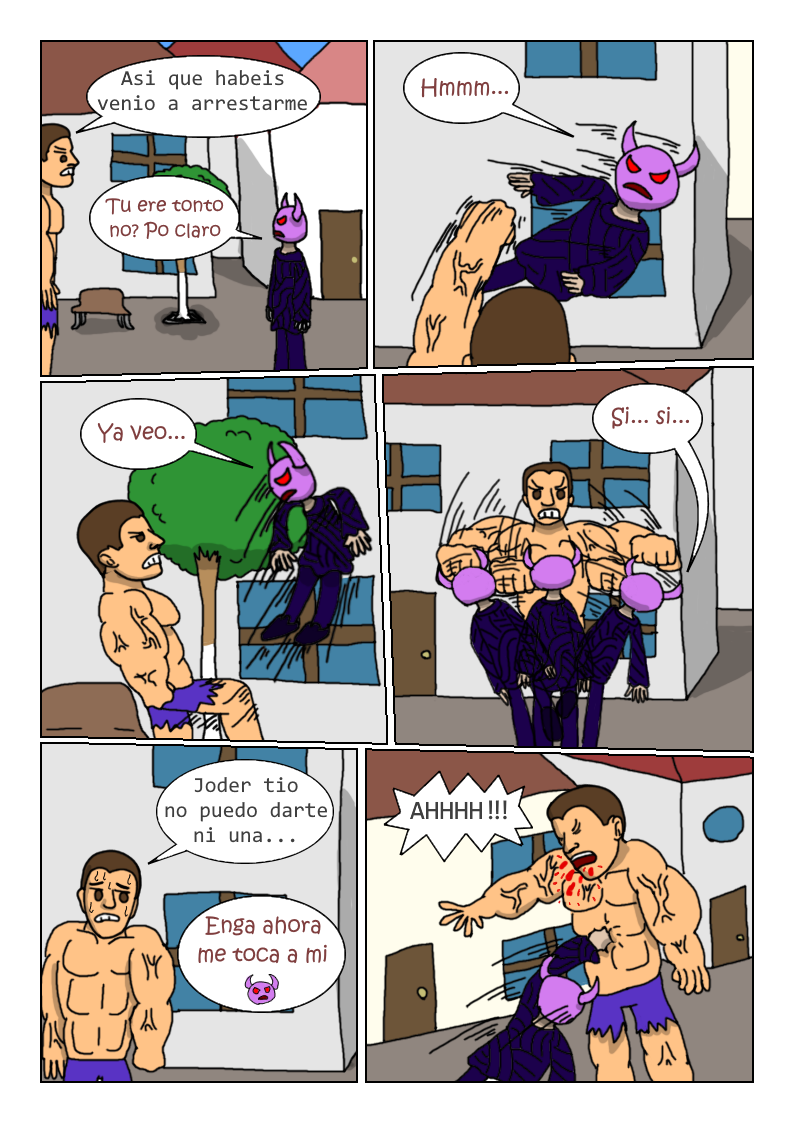 Asi que habeis
venio a arrestarme
Tu ere tonto
no? Po claro
Hmmm...
Ya veo...
Si... si...
Joder tio
no puedo darte
ni una...
Enga ahora
me toca a mi
AHHHH!!!